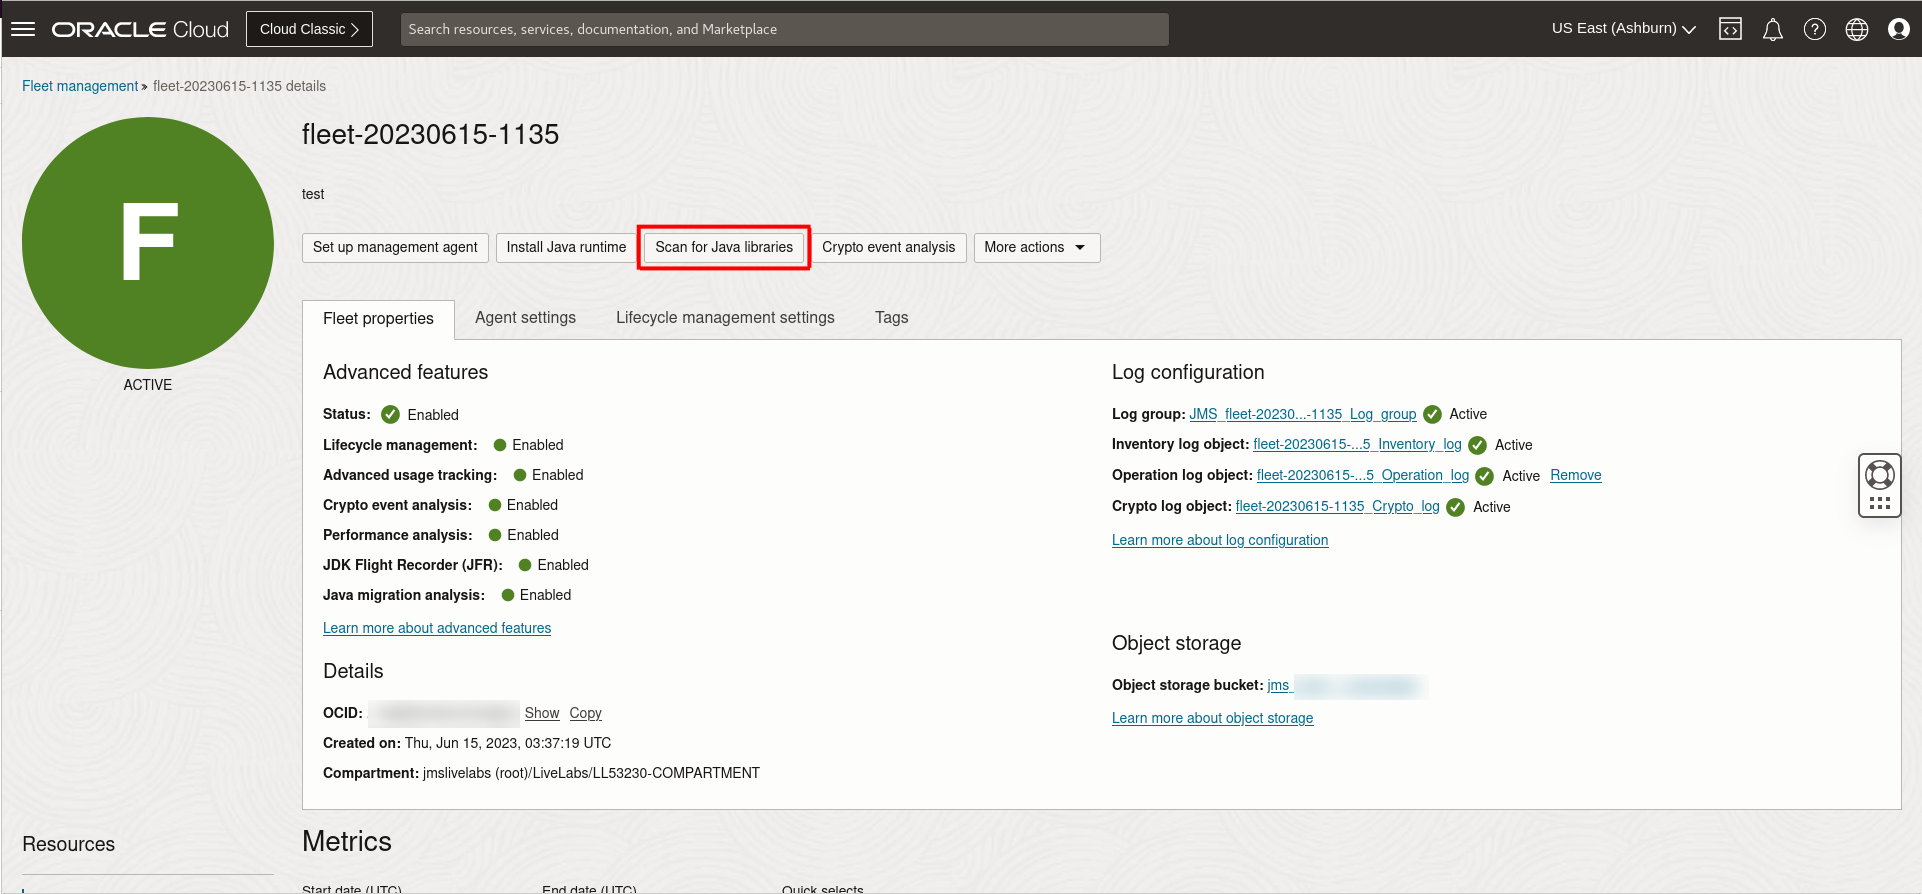 ORACLE Cloud
Cloud Classic
Search resources, services, documentation, and Marketplace
US East (Ashburn)
Fleet management » fleet-20230615-1135 details
F
ACTIVE
fleet-20230615-1135
test
Set up management agent
Install Java runtime
Scan for Java libraries
Crypto event analysis
More actions
Fleet properties
Agent settings
Lifecycle management settings
Tags
Advanced features
Status: Enabled
Lifecycle management: Enabled
Advanced usage tracking: Enabled
Crypto event analysis: Enabled
Performance analysis: Enabled
JDK Flight Recorder (JFR): Enabled
Java migration analysis: Enabled
Learn more about advanced features
Details
OCID: Show Copy
Created on: Thu, Jun 15, 2023, 03:37:19 UTC
Compartment: jmslivelabs (root)/LiveLabs/LL53230-COMPARTMENT
Log configuration
Log group: JMS_fleet-20230...-1135_Log_group Active
Inventory log object: fleet-20230615-...5_Inventory_log Active
Operation log object: fleet-20230615-...5_Operation_log Active Remove
Crypto log object: fleet-20230615-1135_Crypto_log Active
Learn more about log configuration
Object storage
Object storage bucket: jms_
Learn more about object storage
Resources
Metrics
Start date (UTC)
End date (UTC)
Quick selects